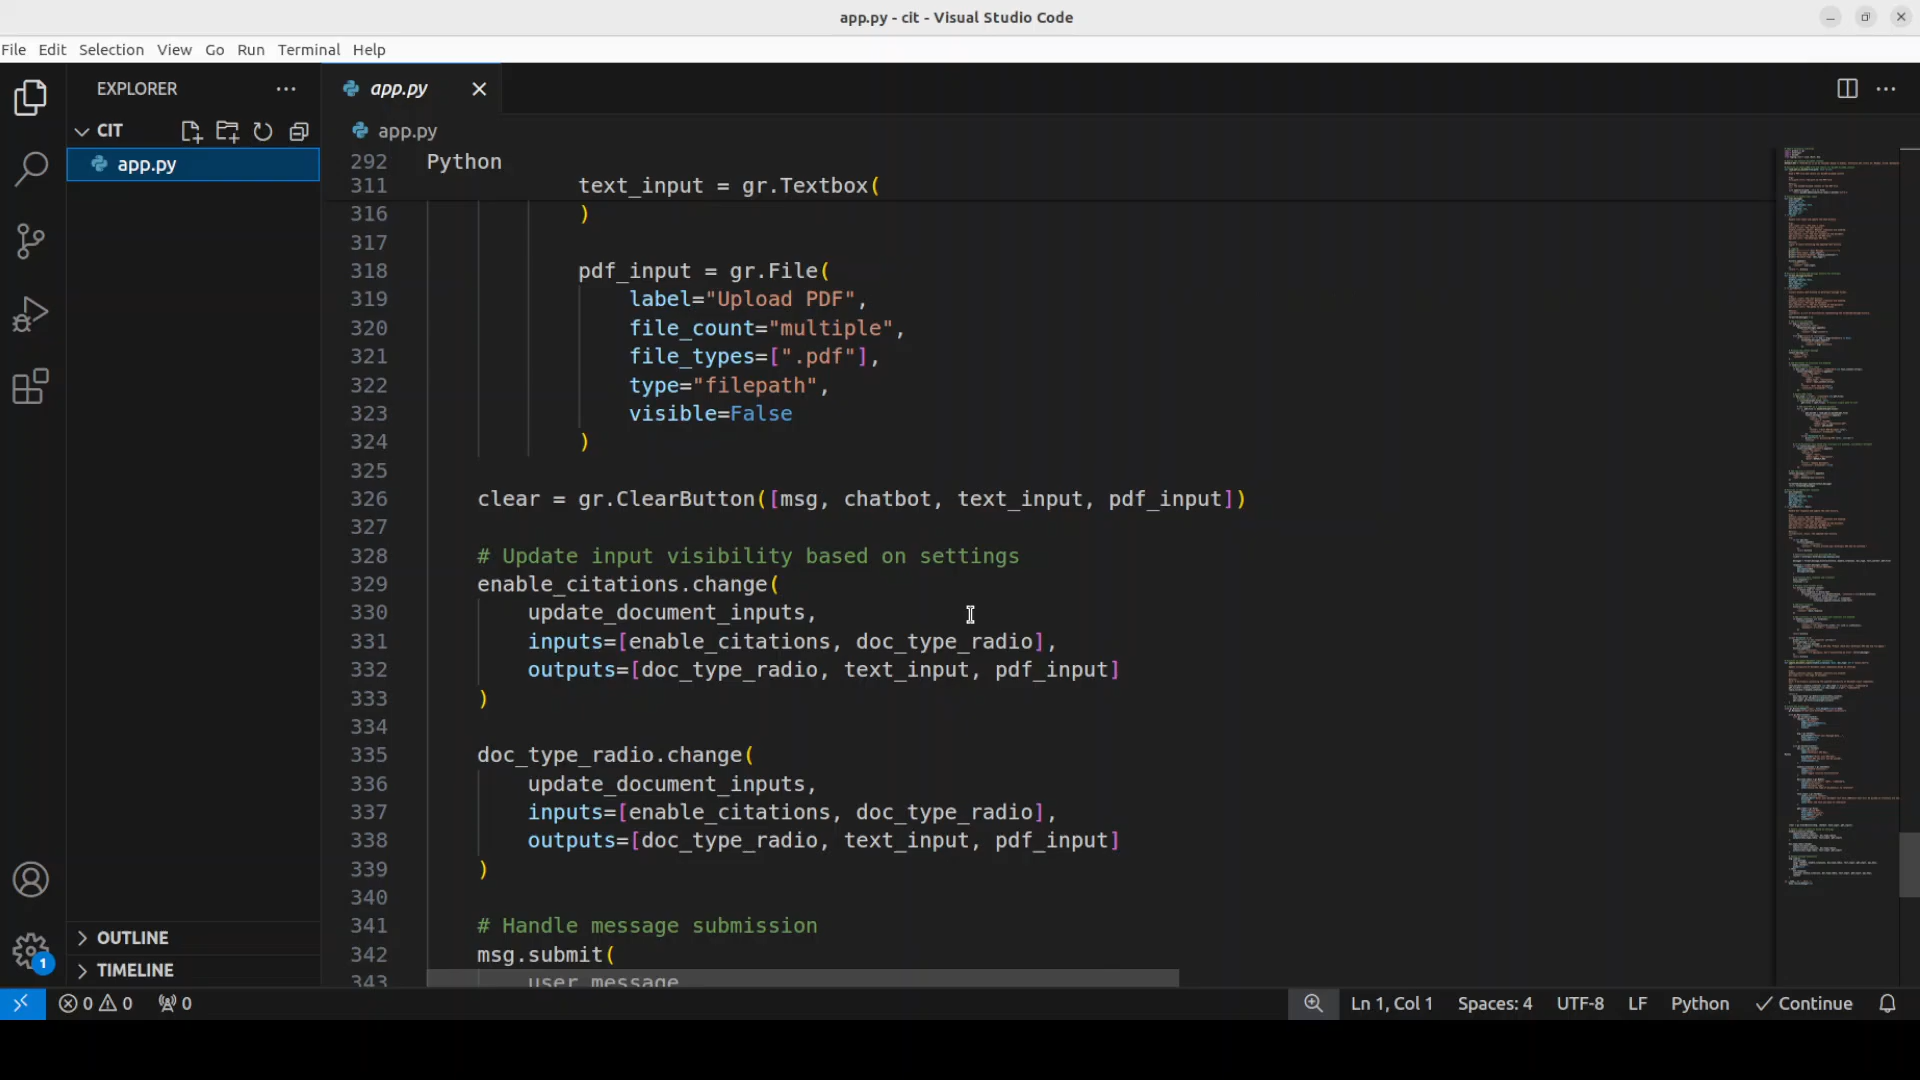 app.py - cit - Visual Studio Code
File Edit Selection View Go Run Terminal Help
EXPLORER
app.py
CIT
app.py
app.py
292 Python
311 text_input = gr.Textbox(
316 )
317
318 pdf_input = gr.File(
319 label="Upload PDF",
320 file_count="multiple",
321 file_types=[".pdf"],
322 type="filepath",
323 visible=False
324 )
325
326 clear = gr.ClearButton([msg, chatbot, text_input, pdf_input])
327
328 # Update input visibility based on settings
329 enable_citations.change(
330 update_document_inputs,
331 inputs=[enable_citations, doc_type_radio],
332 outputs=[doc_type_radio, text_input, pdf_input]
333 )
334
335 doc_type_radio.change(
336 update_document_inputs,
337 inputs=[enable_citations, doc_type_radio],
338 outputs=[doc_type_radio, text_input, pdf_input]
339 )
340
341 # Handle message submission
342 msg.submit(
343 user_message
OUTLINE
TIMELINE
1
0 0 0 Ln 1, Col 1 Spaces: 4 UTF-8 LF Python Continue